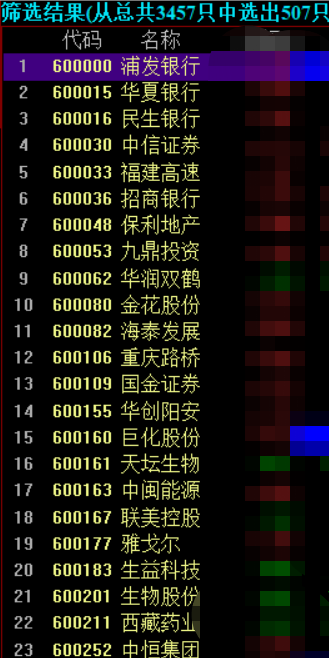 筛选结果(从总共3457只中选出507只
代码 名称
1 600000 浦发银行
2 600015 华夏银行
3 600016 民生银行
4 600030 中信证券
5 600033 福建高速
6 600036 招商银行
7 600048 保利地产
8 600053 九鼎投资
9 600062 华润双鹤
10 600080 金花股份
11 600082 海泰发展
12 600106 重庆路桥
13 600109 国金证券
14 600155 华创阳安
15 600160 巨化股份
16 600161 天坛生物
17 600163 中闽能源
18 600167 联美控股
19 600177 雅戈尔
20 600183 生益科技
21 600201 生物股份
22 600211 西藏药业
23 600252 中恒集团